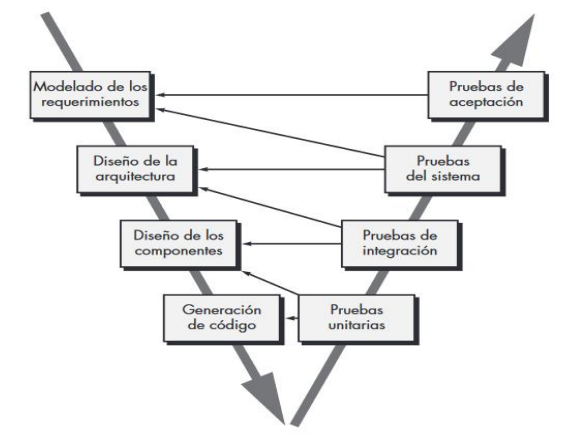 Modelado de los
requerimientos
Pruebas de
aceptación
Diseño de la
arquitectura
Pruebas
del sistema
Diseño de los
componentes
Pruebas de
integración
Generación
de código
Pruebas
unitarias